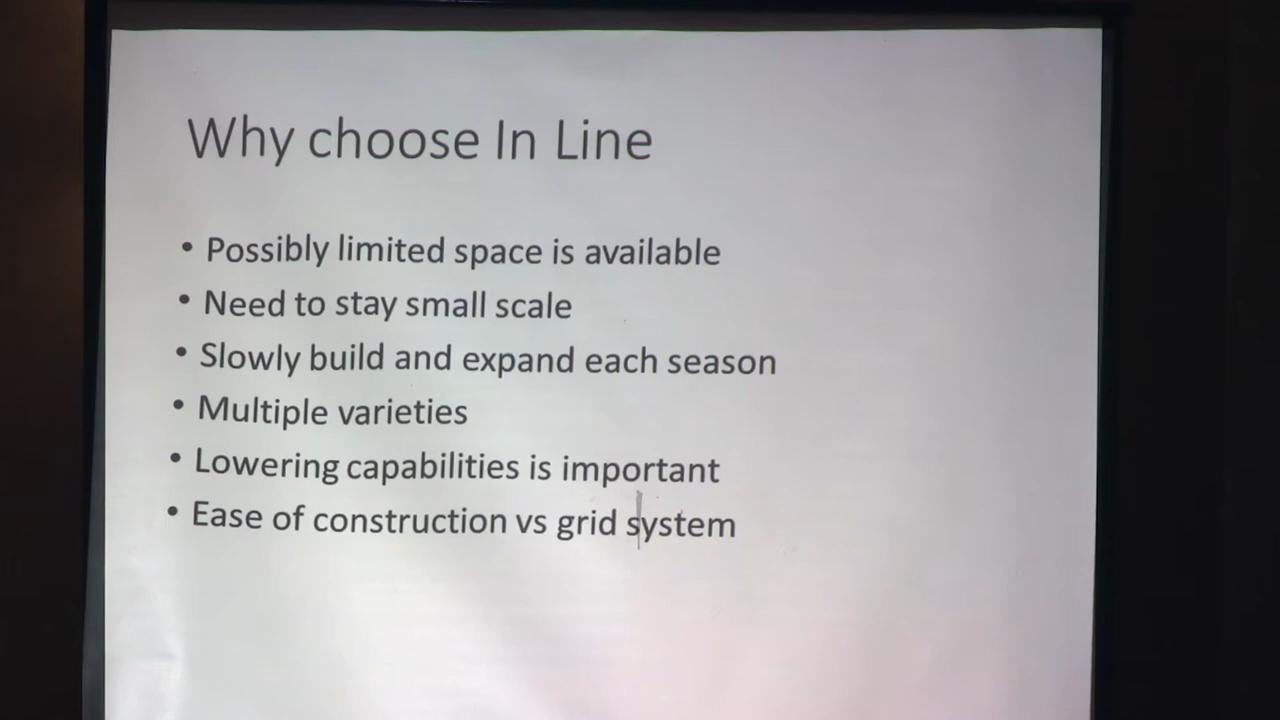 Why choose In Line
• Possibly limited space is available
• Need to stay small scale
• Slowly build and expand each season
• Multiple varieties
• Lowering capabilities is important
• Ease of construction vs grid system